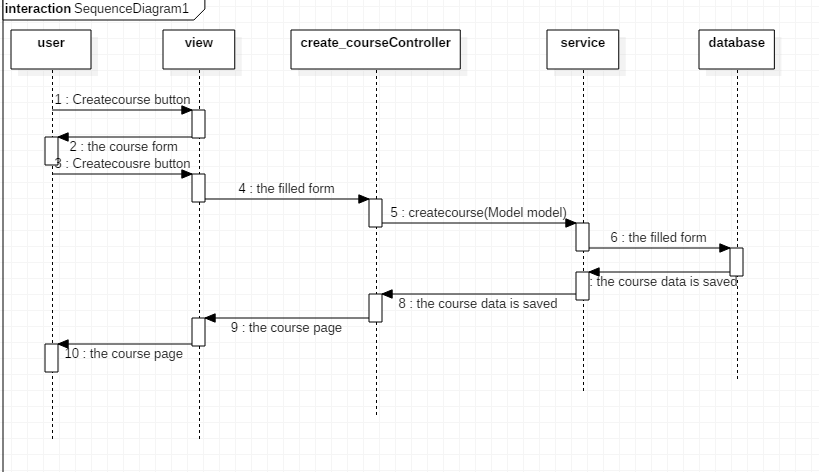 interaction SequenceDiagram1
user
view
create_courseController
service
database
1 : Createcourse button
2 : the course form
3 : Createcousre button
4 : the filled form
5 : createcourse(Model model)
6 : the filled form
: the course data is saved
8 : the course data is saved
9 : the course page
10 : the course page